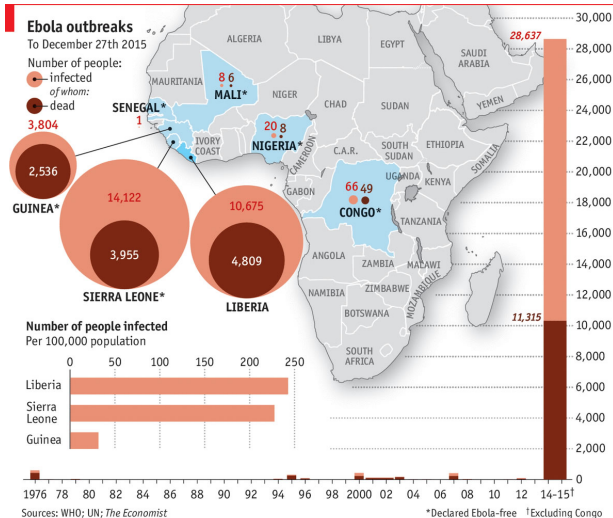 Ebola outbreaks
To December 27th 2015
Number of people:
infected
of whom:
dead
ALGERIA
LIBYA
EGYPT
SAUDI
ARABIA
MAURITANIA
8 6
MALI*
NIGER
CHAD
SUDAN
YEMEN
SENEGAL*
1
IVORY
COAST
20 8
NIGERIA*
CAMEROON
C.A.R.
SOUTH
SUDAN
ETHIOPIA
SOMALIA
UGANDA
KENYA
GABON
66 49
CONGO*
TANZANIA
ANGOLA
ZAMBIA
MALAWI
MOZAMBIQUE
NAMIBIA
ZIMBABWE
BOTSWANA
SOUTH
AFRICA
3,804
2,536
GUINEA*
14,122
3,955
SIERRA LEONE*
10,675
4,809
LIBERIA
Number of people infected
Per 100,000 population
0 50 100 150 200 250
Liberia
Sierra
Leone
Guinea
28,637
11,315
30,000
28,000
26,000
24,000
22,000
20,000
18,000
16,000
14,000
12,000
10,000
8,000
6,000
4,000
2,000
0
1976 78 80 82 84 86 88 90 92 94 96 98 2000 02 04 06 08 10 12 14-15†
Sources: WHO; UN; The Economist
*Declared Ebola-free †Excluding Congo